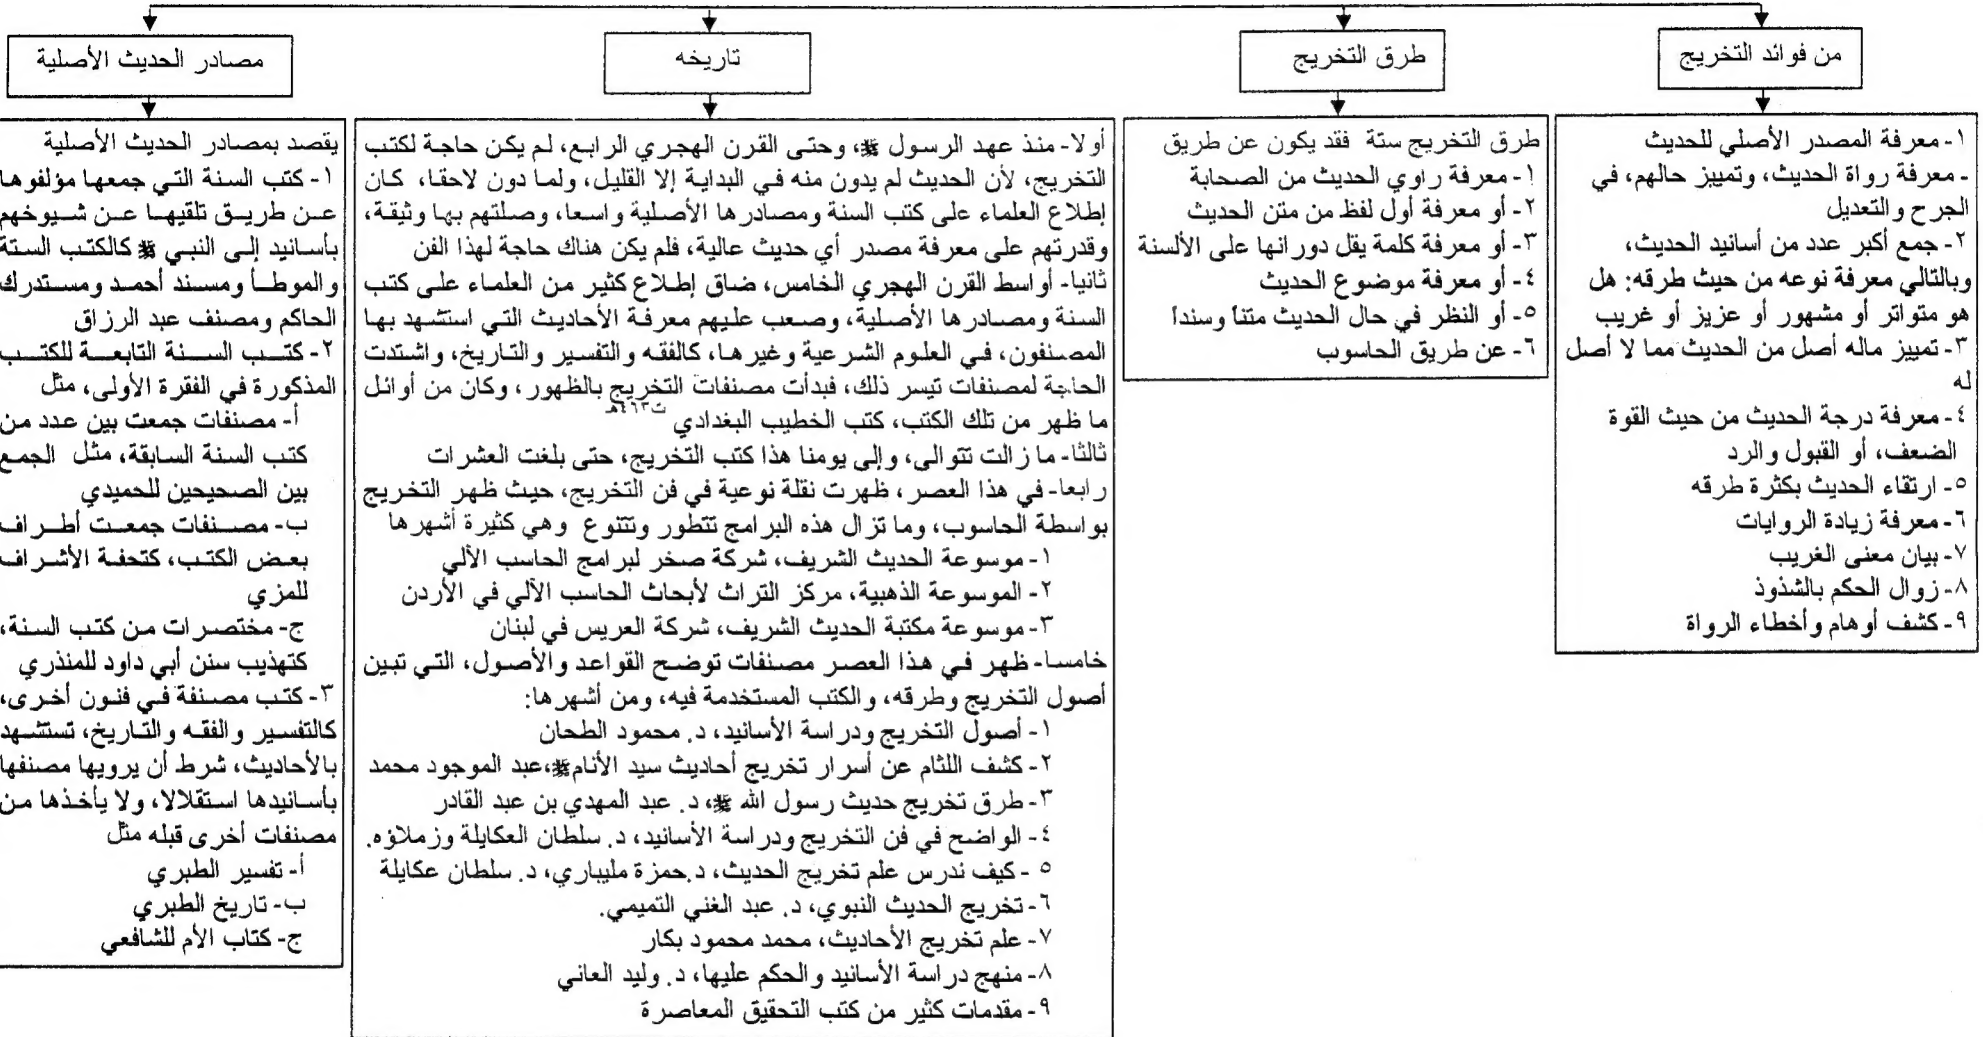 من فوائد التخريج
١- معرفة المصدر الأصلي للحديث
- معرفة رواة الحديث، وتمييز حالهم، في
الجرح والتعديل
٢- جمع أكبر عدد من أسانيد الحديث،
وبالتالي معرفة نوعه من حيث طرقه: هل
هو متواتر أو مشهور أو عزيز أو غريب
٣- تمييز ماله أصل من الحديث مما لا أصل
له
٤- معرفة درجة الحديث من حيث القوة
الضعف، أو القبول والرد
٥- ارتقاء الحديث بكثرة طرقه
٦- معرفة زيادة الروايات
٧- بيان معنى الغريب
٨- زوال الحكم بالشذوذ
٩- كشف أوهام وأخطاء الرواة
طرق التخريج
طرق التخريج ستة فقد يكون عن طريق
١- معرفة راوي الحديث من الصحابة
٢- أو معرفة أول لفظ من متن الحديث
٣- أو معرفة كلمة يقل دورانها على الألسنة
٤- أو معرفة موضوع الحديث
٥- أو النظر في حال الحديث متناً وسنداً
٦- عن طريق الحاسوب
تاريخه
أولا- منذ عهد الرسول ﷺ، وحتى القرن الهجري الرابع، لم يكن حاجة لكتب
التخريج، لأن الحديث لم يدون منه في البداية إلا القليل، ولما دون لاحقا، كان
إطلاع العلماء على كتب السنة ومصادرها الأصلية واسعا، وصلتهم بها وثيقة،
وقدرتهم على معرفة مصدر أي حديث عالية، فلم يكن هناك حاجة لهذا الفن
ثانيا- أواسط القرن الهجري الخامس، ضاق إطلاع كثير من العلماء على كتب
السنة ومصادرها الأصلية، وصعب عليهم معرفة الأحاديث التي استشهد بها
المصنفون، في العلوم الشرعية وغيرها، كالفقه والتفسير والتاريخ، واشتدت
الحاجة لمصنفات تيسر ذلك، فبدأت مصنفات التخريج بالظهور، وكان من أوائل
ما ظهر من تلك الكتب، كتب الخطيب البغدادي ت٤٦٣هـ
ثالثا- ما زالت تتوالى، وإلى يومنا هذا كتب التخريج، حتى بلغت العشرات
رابعا- في هذا العصر، ظهرت نقلة نوعية في فن التخريج، حيث ظهر التخريج
بواسطة الحاسوب، وما تزال هذه البرامج تتطور وتتنوع وهي كثيرة أشهرها
١- موسوعة الحديث الشريف، شركة صخر لبرامج الحاسب الألي
٢- الموسوعة الذهبية، مركز التراث لأبحاث الحاسب الآلي في الأردن
٣- موسوعة مكتبة الحديث الشريف، شركة العريس في لبنان
خامسا- ظهر في هذا العصر مصنفات توضح القواعد والأصول، التي تبين
أصول التخريج وطرقه، والكتب المستخدمة فيه، ومن أشهرها:
١- أصول التخريج ودراسة الأسانيد، د. محمود الطحان
٢- كشف اللثام عن أسرار تخريج أحاديث سيد الأنامﷺ،عبد الموجود محمد
٣- طرق تخريج حديث رسول الله ﷺ، د. عبد المهدي بن عبد القادر
٤- الواضح في فن التخريج ودراسة الأسانيد، د. سلطان العكايلة وزملاؤه.
٥ - كيف ندرس علم تخريج الحديث، د.حمزة مليباري، د. سلطان عكايلة
٦- تخريج الحديث النبوي، د. عبد الغني التميمي.
٧- علم تخريج الأحاديث، محمد محمود بكار
٨- منهج دراسة الأسانيد والحكم عليها، د. وليد العاني
٩- مقدمات كثير من كتب التحقيق المعاصرة
مصادر الحديث الأصلية
يقصد بمصادر الحديث الأصلية
١- كتب السنة التي جمعها مؤلفوها
عن طريق تلقيها عن شيوخهم
بأسانيد إلى النبي ﷺ كالكتب الستة
والموطأ ومسند أحمد ومستدرك
الحاكم ومصنف عبد الرزاق
٢- كتب السنة التابعة للكتب
المذكورة في الفقرة الأولى، مثل
أ- مصنفات جمعت بين عدد من
كتب السنة السابقة، مثل الجمع
بين الصحيحين للحميدي
ب- مصنفات جمعت أطراف
بعض الكتب، كتحفة الأشراف
للمزي
ج- مختصرات من كتب السنة،
كتهذيب سنن أبي داود للمنذري
٣- كتب مصنفة في فنون أخرى،
كالتفسير والفقه والتاريخ، تستشهد
بالأحاديث، شرط أن يرويها مصنفها
بأسانيدها استقلالا، ولا يأخذها من
مصنفات أخرى قبله مثل
أ- تفسير الطبري
ب- تاريخ الطبري
ج- كتاب الأم للشافعي